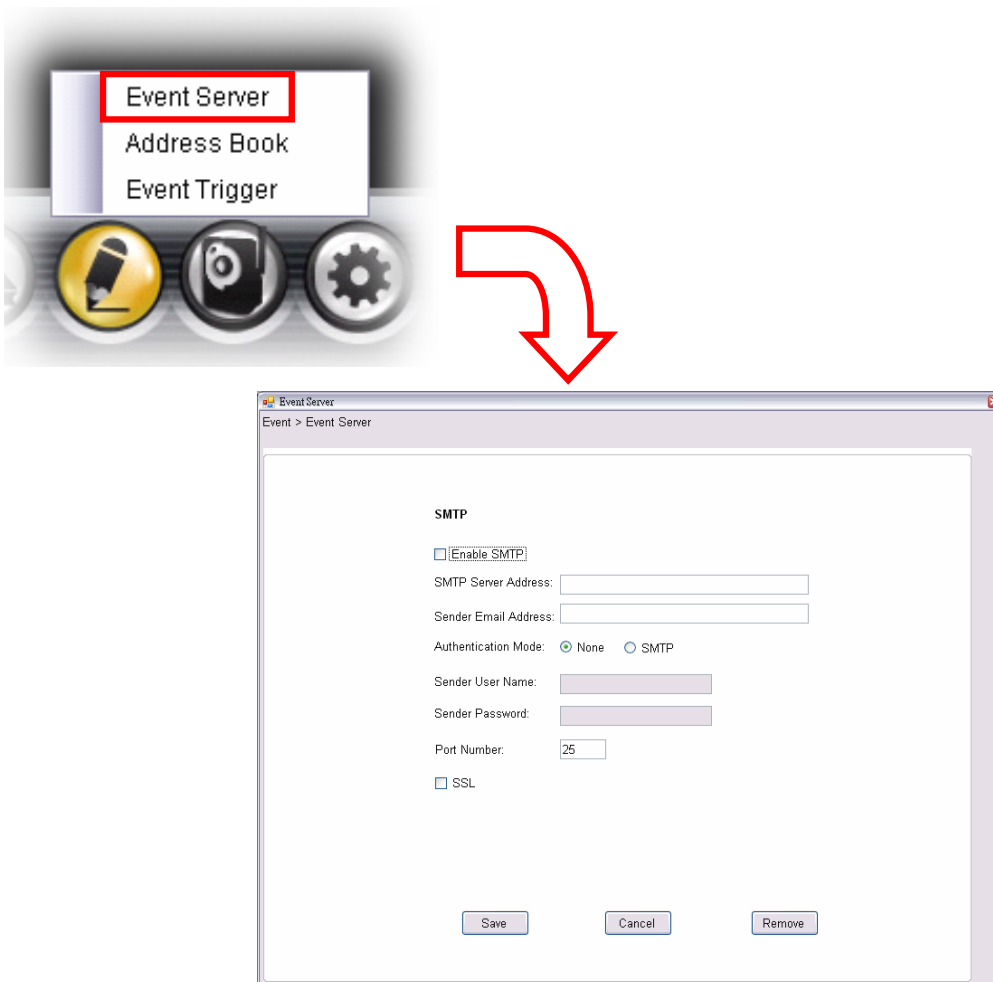 Event Server
Address Book
Event Trigger
Event Server
Event > Event Server
SMTP
Enable SMTP
SMTP Server Address:
Sender Email Address:
Authentication Mode: None SMTP
Sender User Name:
Sender Password:
Port Number: 25
SSL
Save Cancel Remove